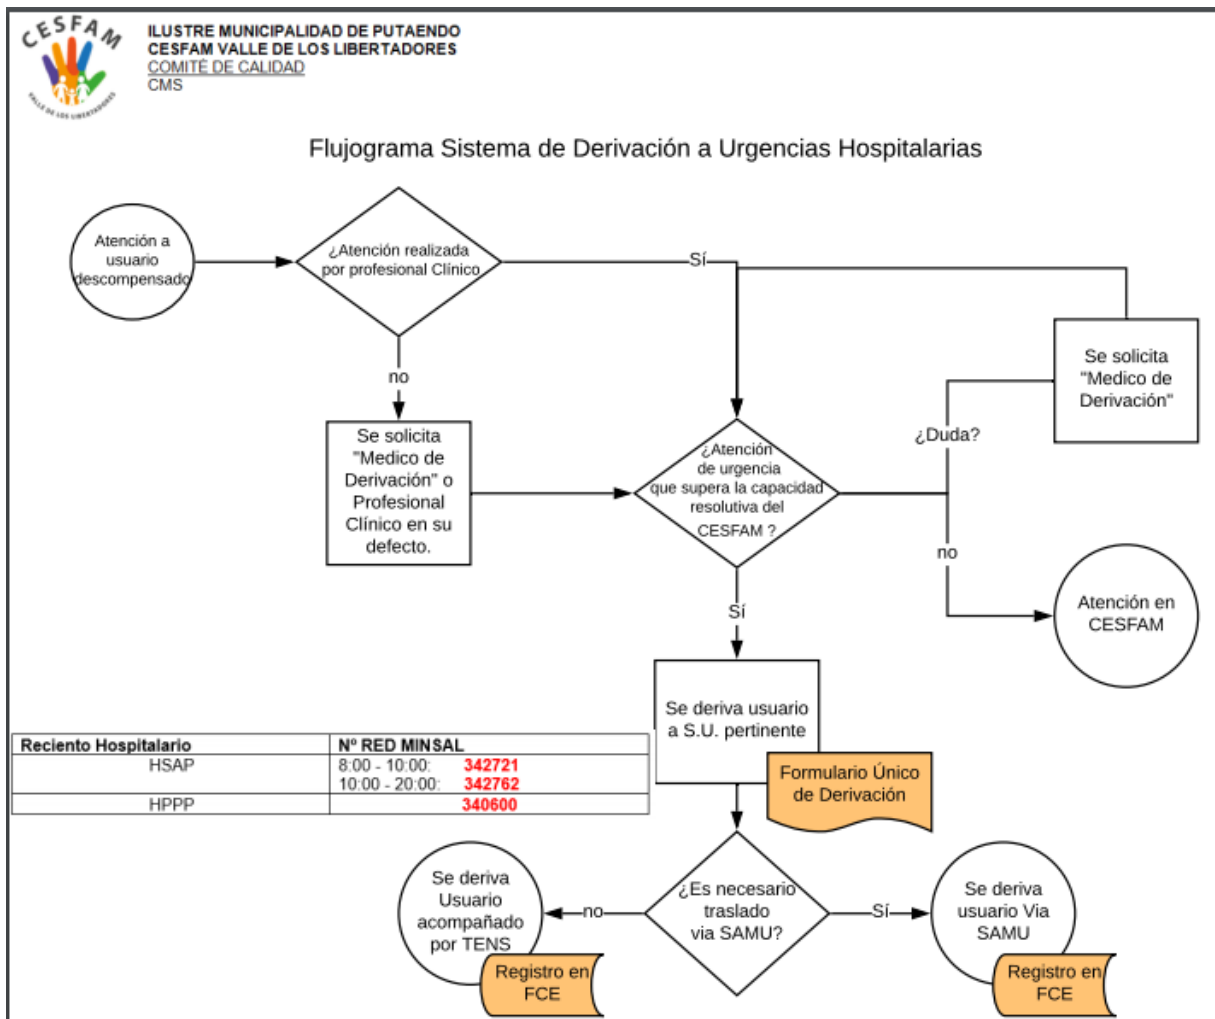 CESFAM
VALLE DE LOS LIBERTADORES
ILUSTRE MUNICIPALIDAD DE PUTAENDO
CESFAM VALLE DE LOS LIBERTADORES
COMITÉ DE CALIDAD
CMS
Flujograma Sistema de Derivación a Urgencias Hospitalarias
Atención a
usuario
descompensado
¿Atención realizada
por profesional Clínico
Sí
no
Se solicita
"Medico de
Derivación" o
Profesional
Clínico en su
defecto.
¿Atención
de urgencia
que supera la capacidad
resolutiva del
CESFAM ?
¿Duda?
Se solicita
"Medico de
Derivación"
no
Atención en
CESFAM
Sí
Se deriva usuario
a S.U. pertinente
Formulario Único
de Derivación
Reciento Hospitalario Nº RED MINSAL
HSAP 8:00 - 10:00: 342721
10:00 - 20:00: 342762
HPPP 340600
¿Es necesario
traslado
via SAMU?
no
Se deriva
Usuario
acompañado
por TENS
Registro en
FCE
Sí
Se deriva
usuario Via
SAMU
Registro en
FCE